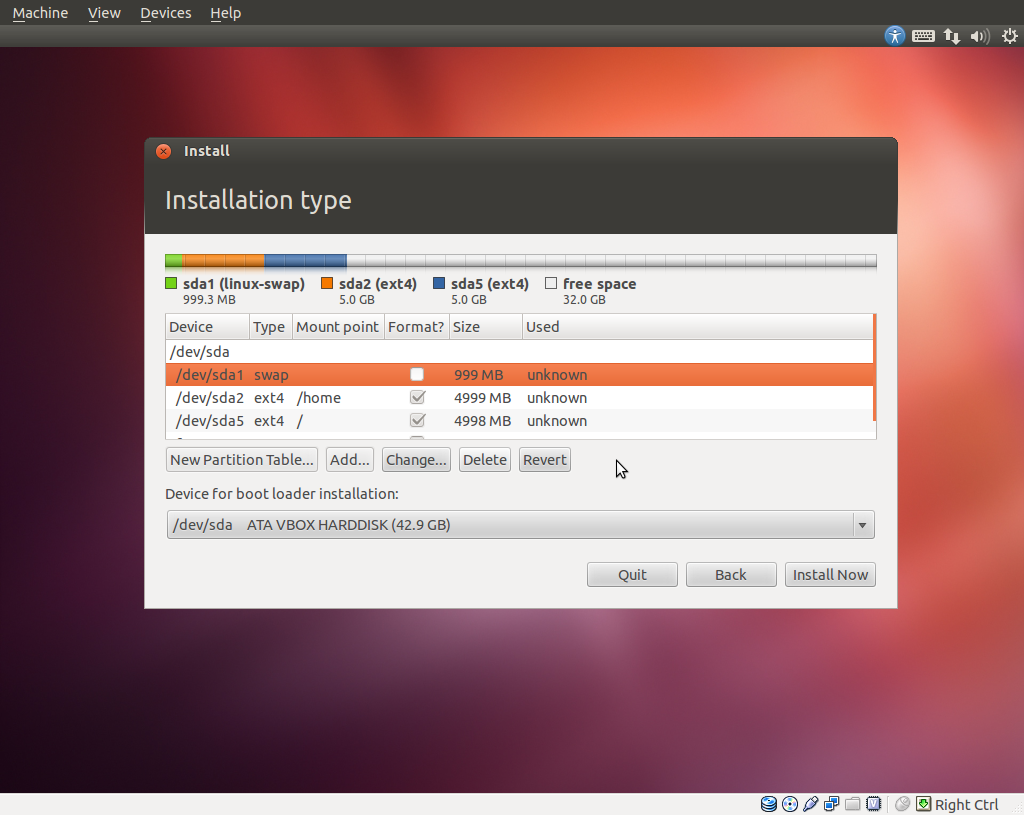 Machine View Devices Help
Install
Installation type
sda1 (linux-swap) sda2 (ext4) sda5 (ext4) free space
999.3 MB 5.0 GB 5.0 GB 32.0 GB
Device Type Mount point Format? Size Used
/dev/sda
/dev/sda1 swap 999 MB unknown
/dev/sda2 ext4 /home 4999 MB unknown
/dev/sda5 ext4 / 4998 MB unknown
New Partition Table... Add... Change... Delete Revert
Device for boot loader installation:
/dev/sda ATA VBOX HARDDISK (42.9 GB)
Quit Back Install Now
Right Ctrl